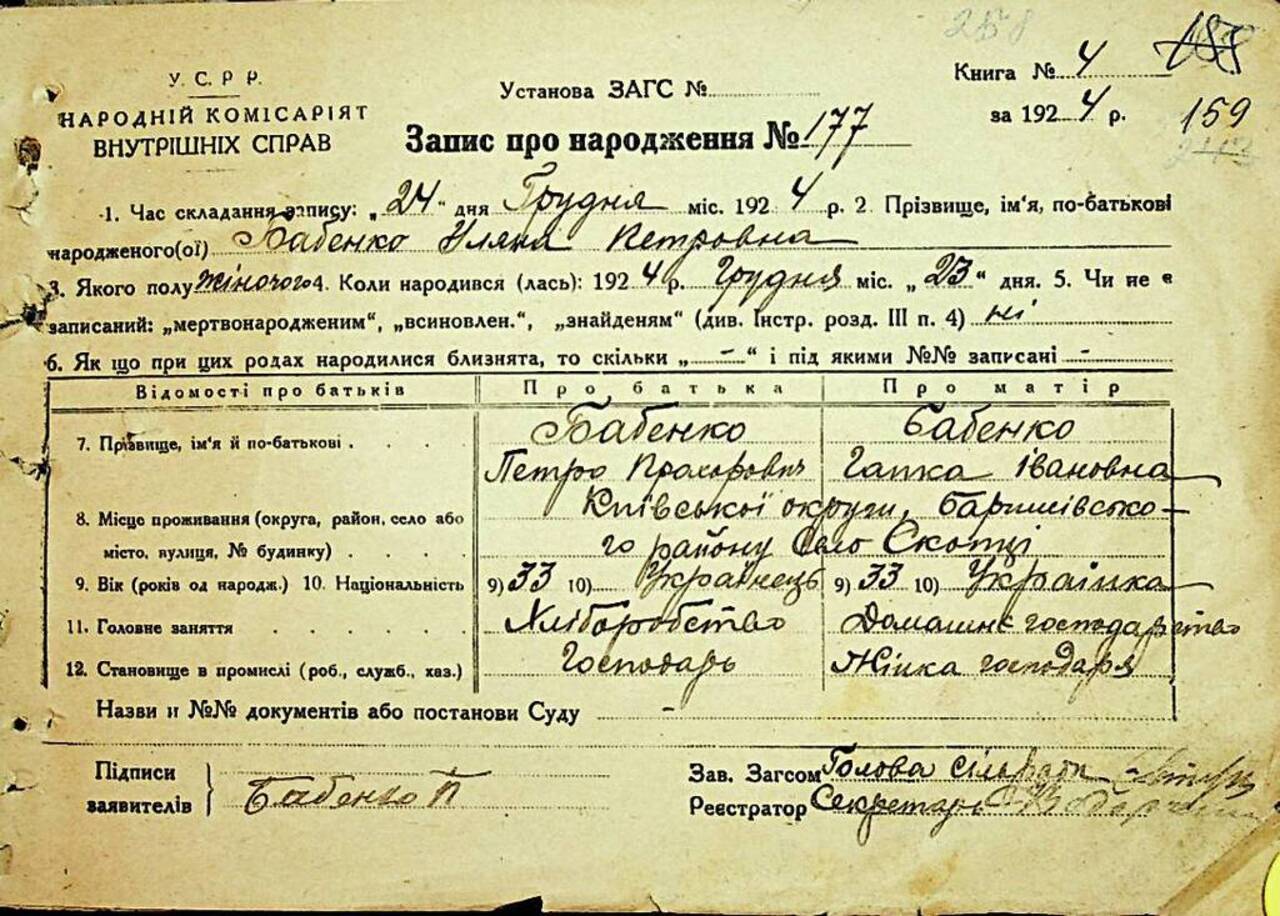 258
У. С. Р Р.
НАРОДНІЙ КОМІСАРІЯТ
ВНУТРІШНІХ СПРАВ
Установа ЗАГС №
Книга № 4
за 1924 р. 159
Запис про народження № 177
1. Час складання запису: „24" дня Грудня міс. 1924 р. 2. Прізвище, ім'я, по-батькові
народженого(ої) Бабенко Уляна Петровна
3. Якого полу жіночого 4. Коли народився (лась): 1924 р. грудня міс. „23" дня. 5. Чи не є
записаний: „мертвонародженим", „всиновлен.", „знайденям" (див. Інстр. розд. III п. 4) ні
6. Як що при цих родах народилися близнята, то скільки „-" і під якими №№ записані -
Відомості про батьків Про батька Про матір
7. Прізвище, ім'я й по-батькові . . . . Бабенко Бабенко
Петро Прохорович Гапка Івановна
8. Місце проживання (округа, район, село або Київської округи, Баришівсько-
місто, вулиця, № будинку) . . . . го району Село Скопці
9. Вік (років од народж.) 10. Національність 9) 33 10) Українець 9) 33 10) Українка
11. Головне заняття . . . . . . Хліборобство Домашнє господарство
12. Становище в промислі (роб., служб., хаз.) Господарь Жінка господаря
Назви й №№ документів або постанови Суду -
Підписи
заявителів } Бабенко П
Зав. Загсом Голова сільради
Реєстратор Секретарь